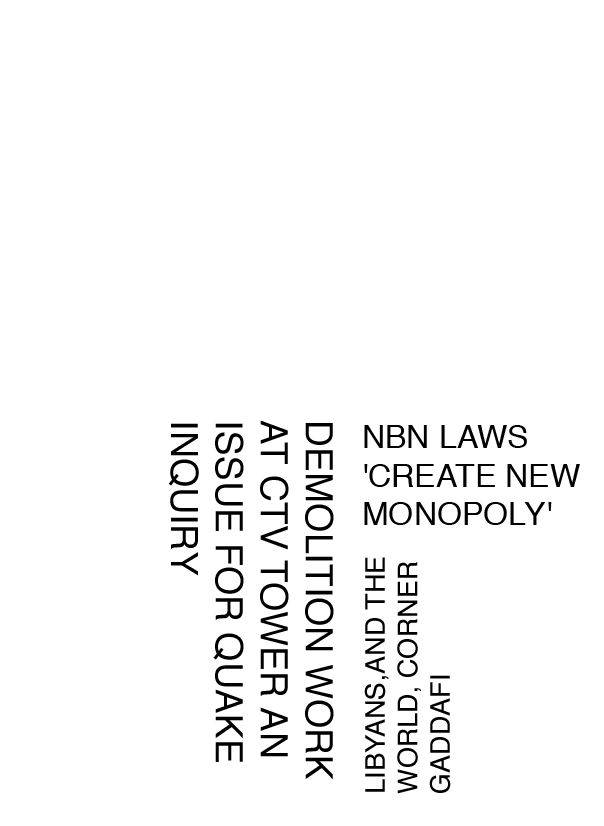 NBN LAWS
'CREATE NEW
MONOPOLY'
DEMOLITION WORK
AT CTV TOWER AN
ISSUE FOR QUAKE
INQUIRY
LIBYANS,AND THE
WORLD, CORNER
GADDAFI